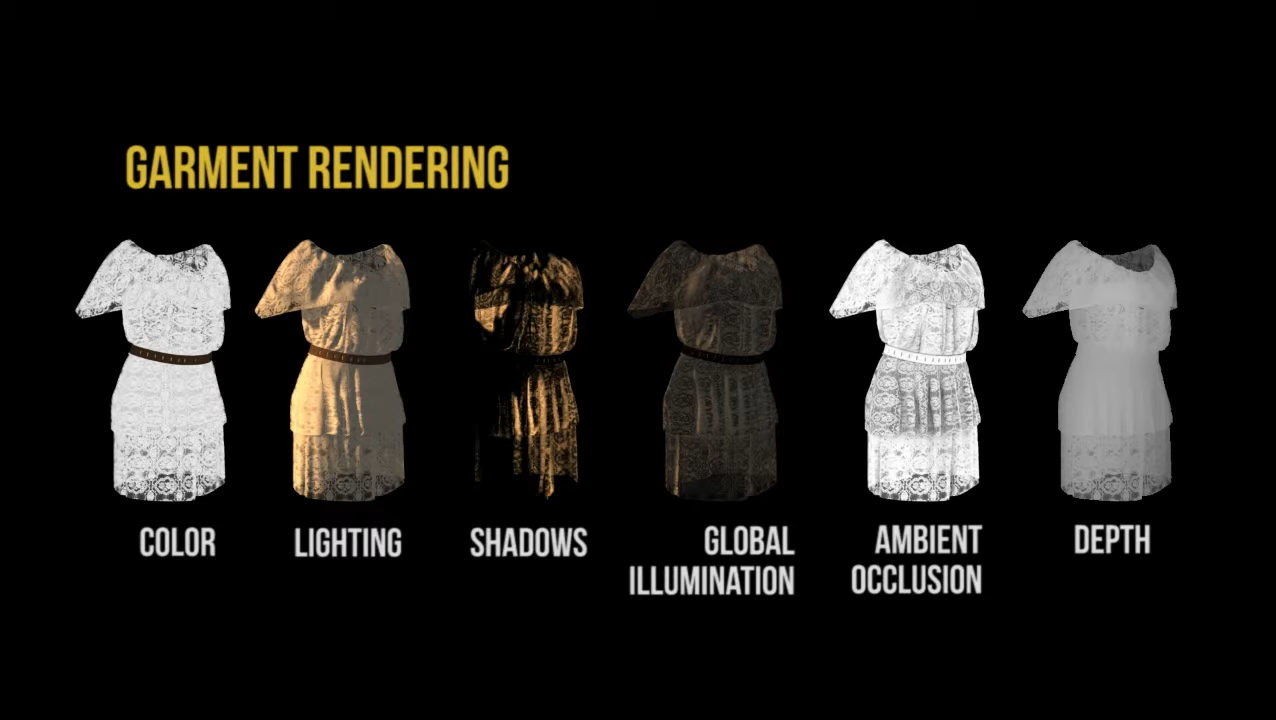 GARMENT RENDERING
COLOR
LIGHTING
SHADOWS
GLOBAL
ILLUMINATION
AMBIENT
OCCLUSION
DEPTH